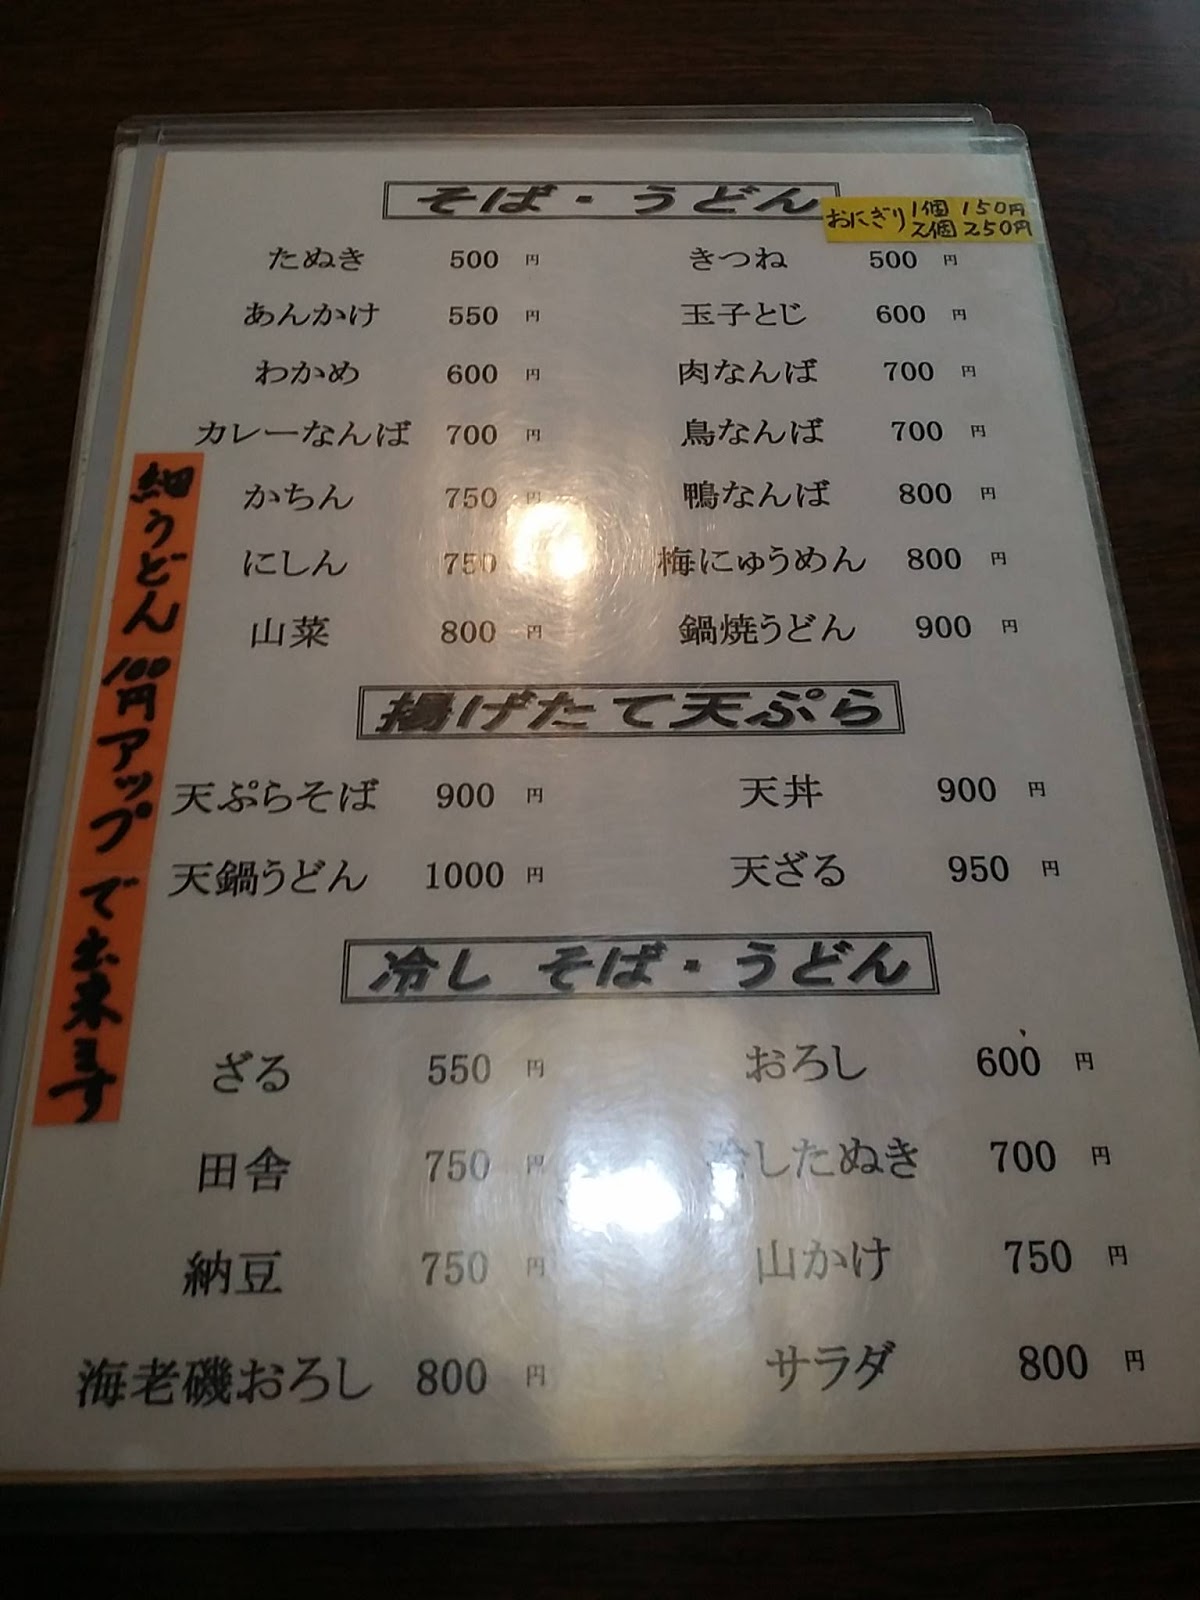 そば・うどん
おにぎり 1個 150円
2個 250円
たぬき 500 円 きつね 500 円
あんかけ 550 円 玉子とじ 600 円
わかめ 600 円 肉なんば 700 円
カレーなんば 700 円 鳥なんば 700 円
かちん 750 円 鴨なんば 800 円
にしん 750 梅にゅうめん 800 円
山菜 800 円 鍋焼うどん 900 円
細うどん 100円アップで出来ます
揚げたて天ぷら
天ぷらそば 900 円 天丼 900 円
天鍋うどん 1000 円 天ざる 950 円
冷し そば・うどん
ざる 550 円 おろし 600 円
田舎 750 円 冷したぬき 700 円
納豆 750 円 山かけ 750 円
海老磯おろし 800 円 サラダ 800 円